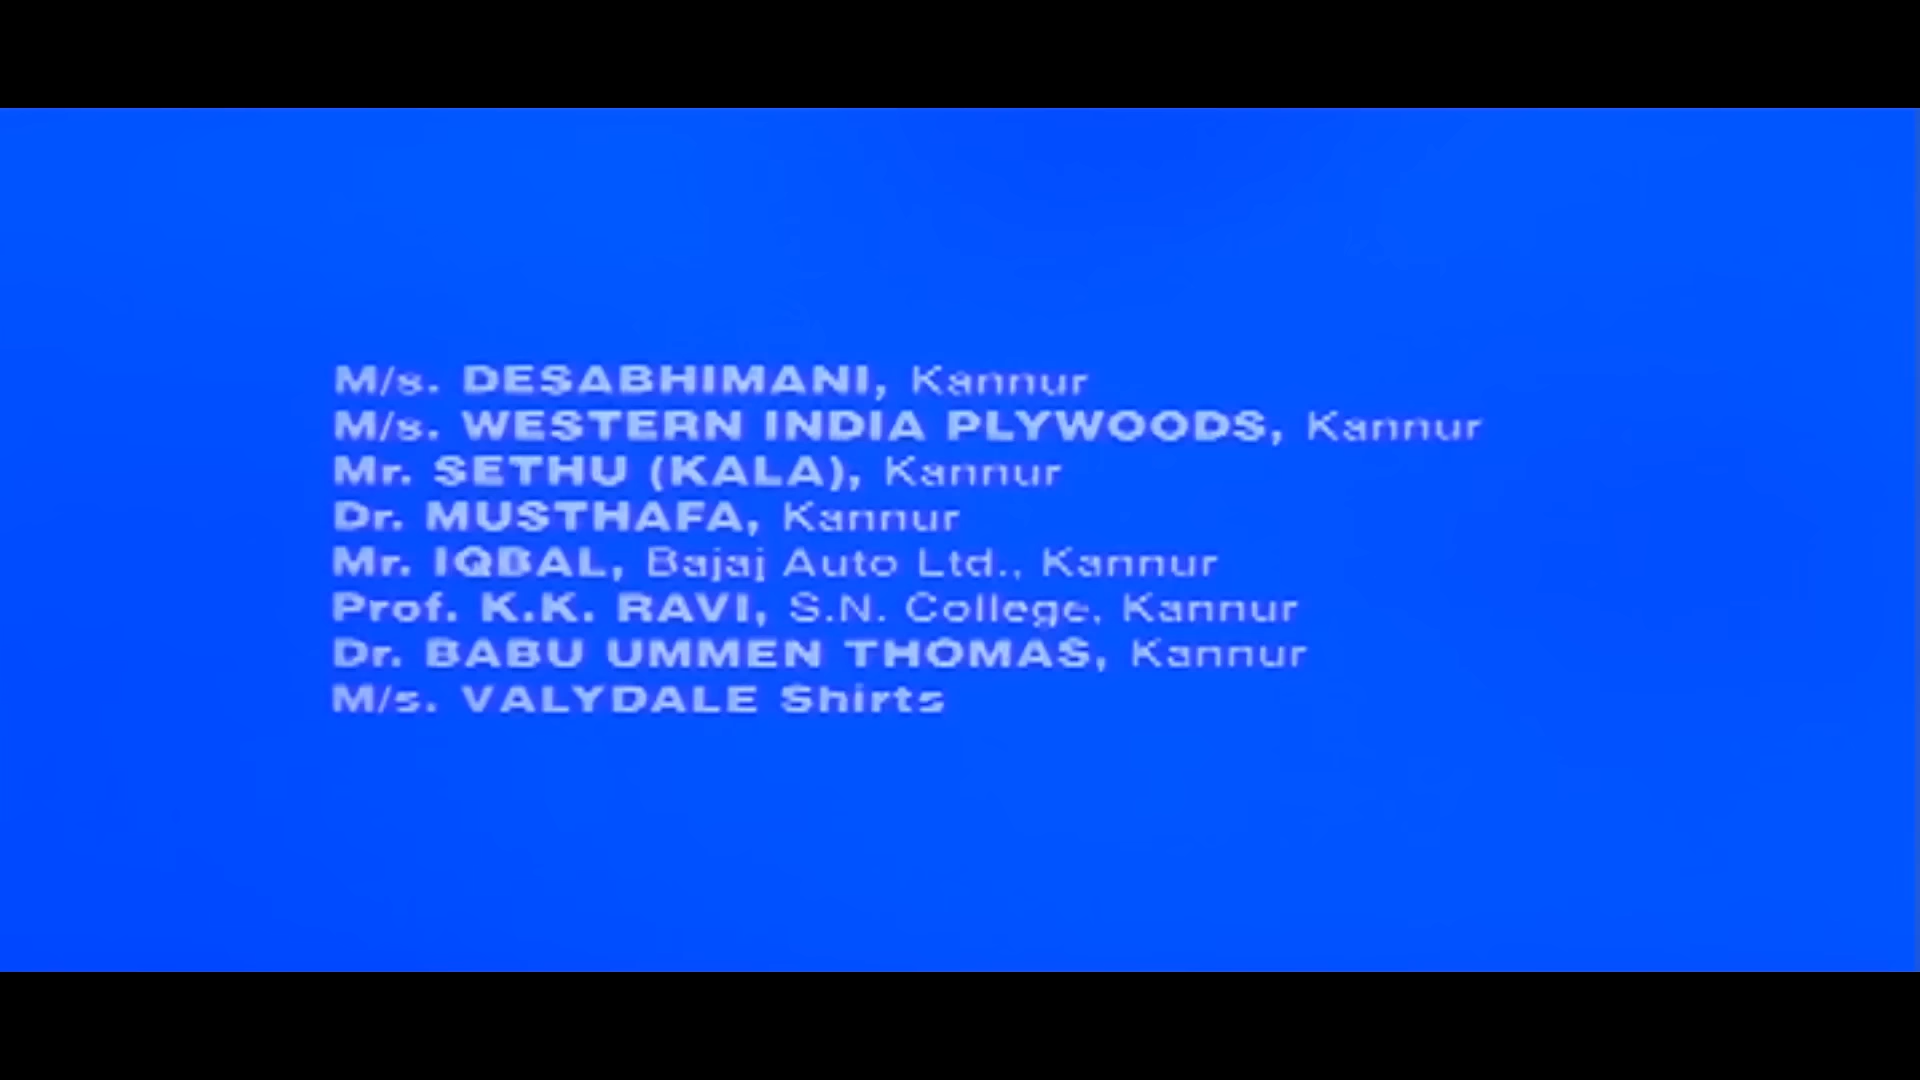 M/s. DESABHIMANI, Kannur
M/s. WESTERN INDIA PLYWOODS, Kannur
Mr. SETHU (KALA), Kannur
Dr. MUSTHAFA, Kannur
Mr. IQBAL, Bajaj Auto Ltd., Kannur
Prof. K.K. RAVI, S.N. College, Kannur
Dr. BABU UMMEN THOMAS, Kannur
M/s. VALYDALE Shirts